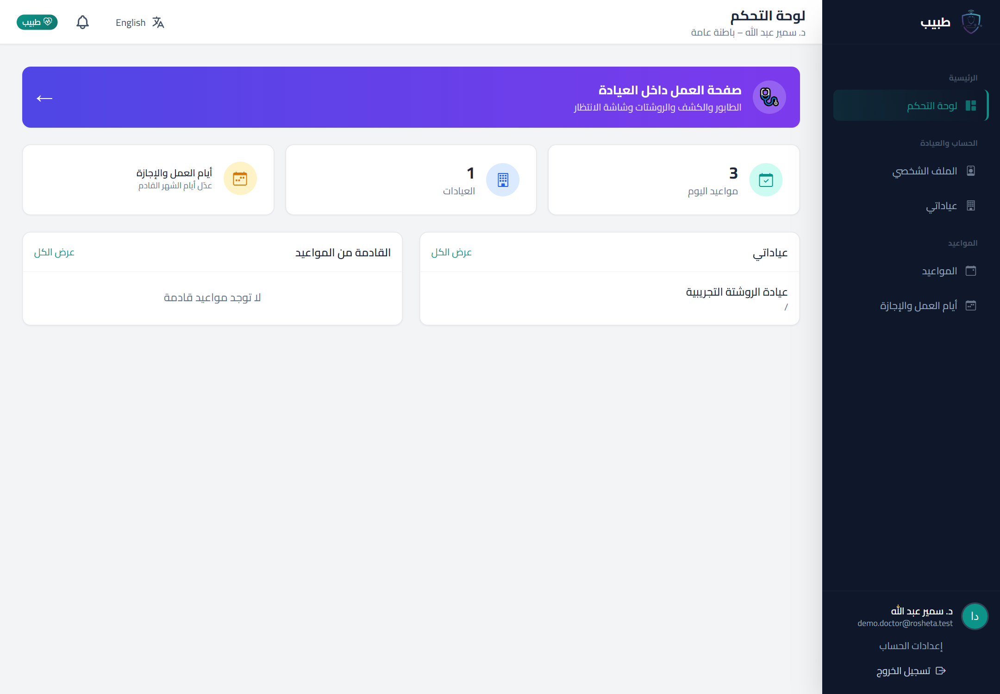 طبيب
الرئيسية
لوحة التحكم
الحساب والعيادة
الملف الشخصي
عياداتي
المواعيد
المواعيد
أيام العمل والإجازة
دا
د. سمير عبد الله
demo.doctor@rosheta.test
إعدادات الحساب
تسجيل الخروج
لوحة التحكم
د. سمير عبد الله – باطنة عامة
English
طبيب
صفحة العمل داخل العيادة
الطابور والكشف والروشتات وشاشة الانتظار
←
3
مواعيد اليوم
1
العيادات
أيام العمل والإجازة
عدّل أيام الشهر القادم
عياداتي
عرض الكل
عيادة الروشتة التجريبية
/
القادمة من المواعيد
عرض الكل
لا توجد مواعيد قادمة